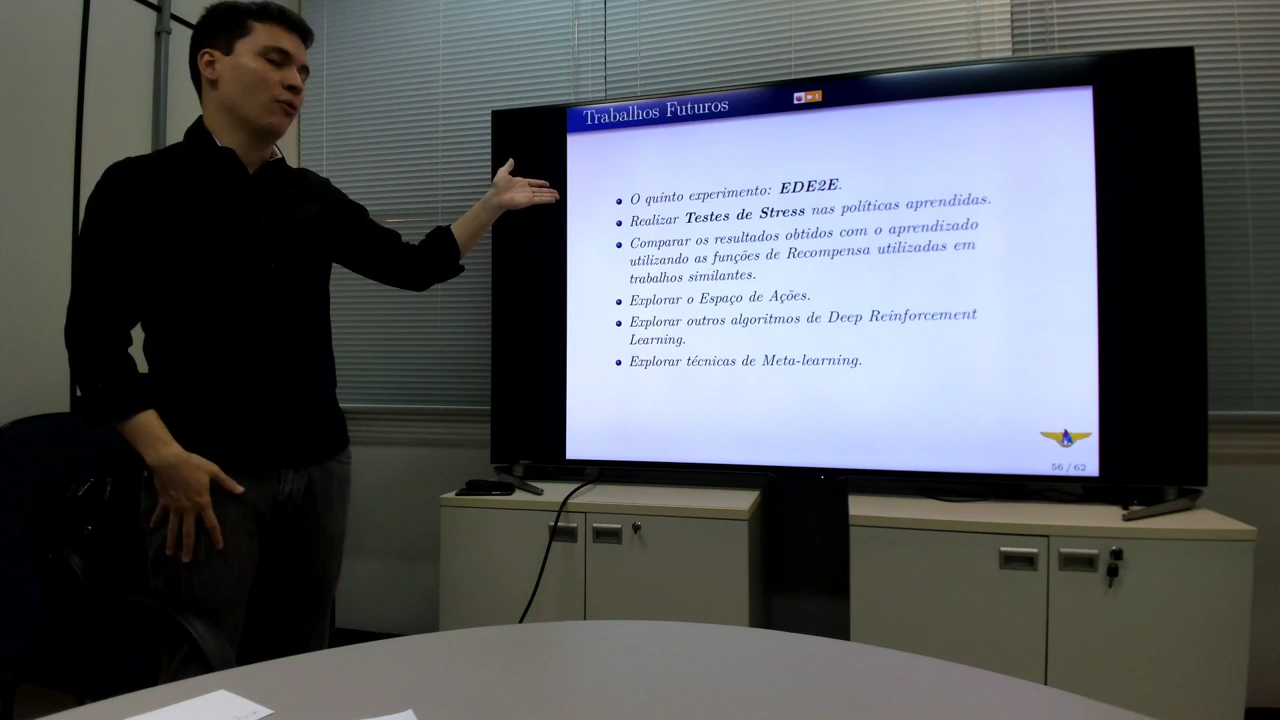 Trabalhos Futuros
O quinto experimento: EDE2E.
Realizar Testes de Stress nas políticas aprendidas.
Comparar os resultados obtidos com o aprendizado
utilizando as funções de Recompensa utilizadas em
trabalhos similantes.
Explorar o Espaço de Ações.
Explorar outros algoritmos de Deep Reinforcement
Learning.
Explorar técnicas de Meta-learning.
56 / 62